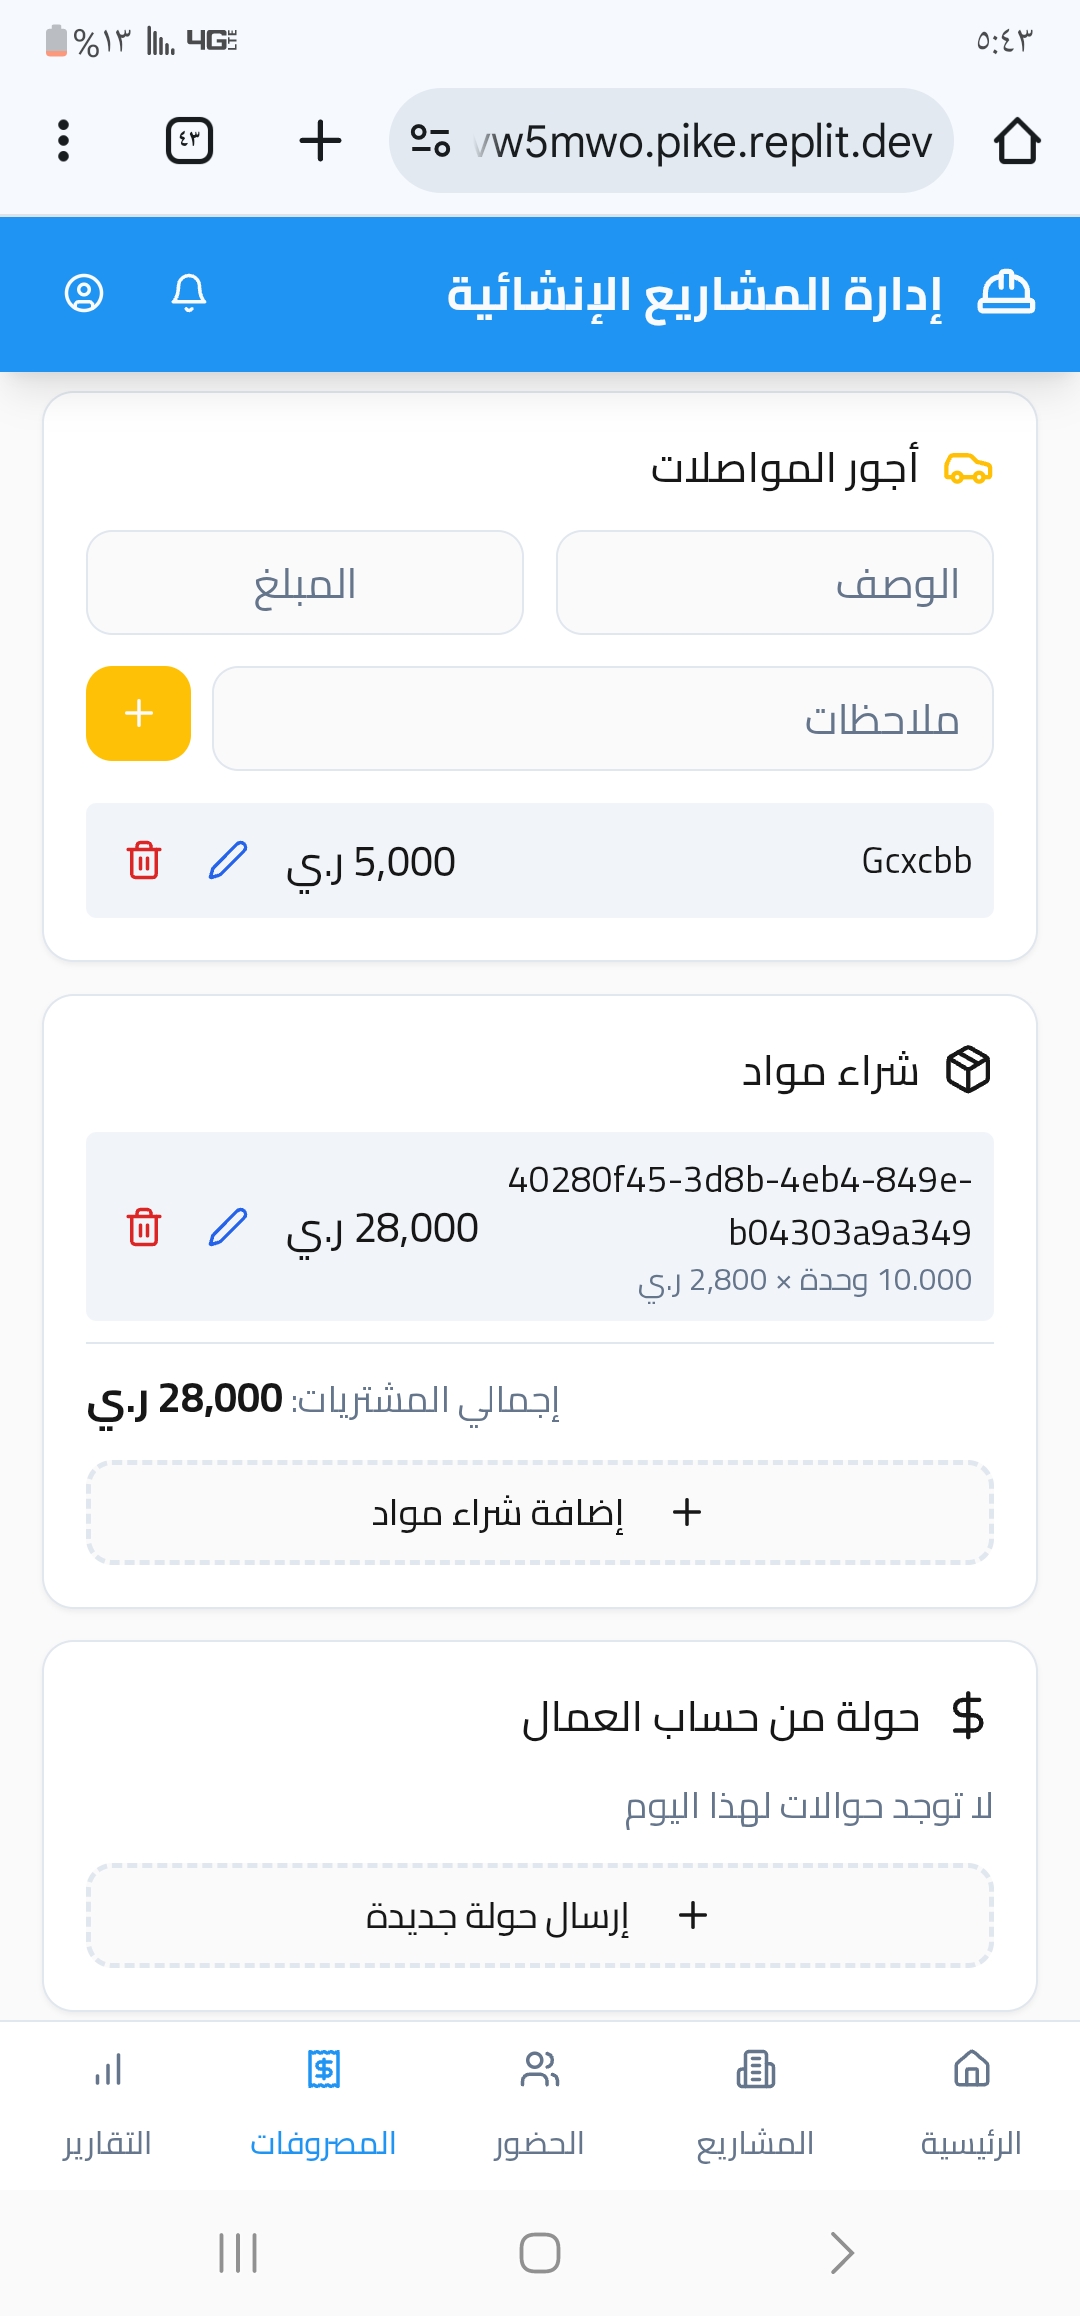 ٥:٤٣
4G LTE %١٣
vw5mwo.pike.replit.dev
٤٣
إدارة المشاريع الإنشائية
أجور المواصلات
الوصف
المبلغ
ملاحظات
Gcxcbb
5,000 ر.ي
شراء مواد
40280f45-3d8b-4eb4-849e-
b04303a9a349
10.000 وحدة × 2,800 ر.ي
28,000 ر.ي
إجمالي المشتريات: 28,000 ر.ي
إضافة شراء مواد
حولة من حساب العمال
لا توجد حوالات لهذا اليوم
إرسال حولة جديدة
الرئيسية
المشاريع
الحضور
المصروفات
التقارير